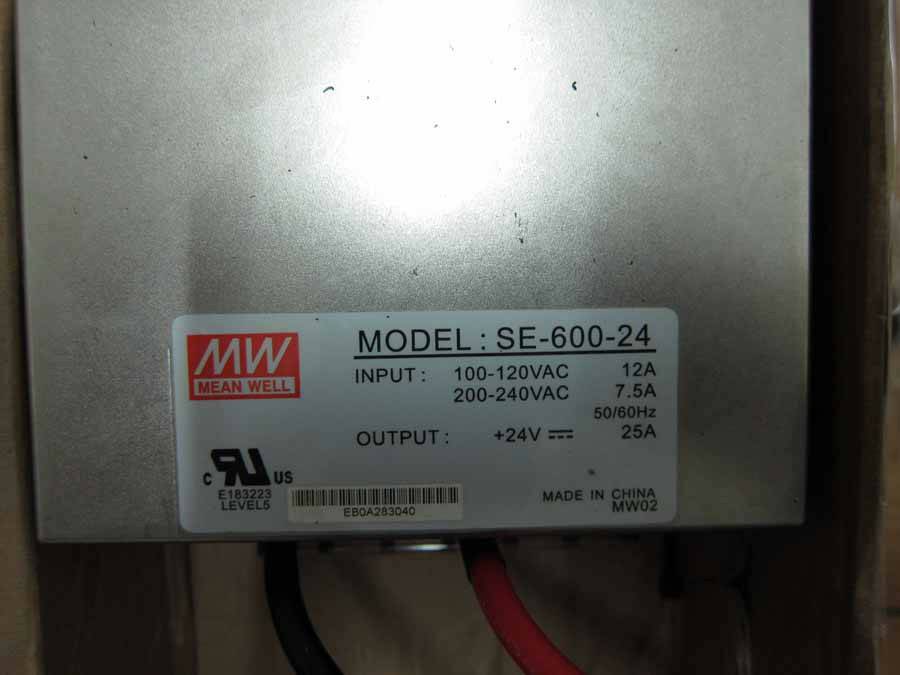 MW
MEAN WELL
MODEL : SE-600-24
INPUT : 100-120VAC 12A
200-240VAC 7.5A
50/60Hz
OUTPUT : +24V 25A
C RU US
E183223
LEVEL5
EB0A283040
MADE IN CHINA
MW02